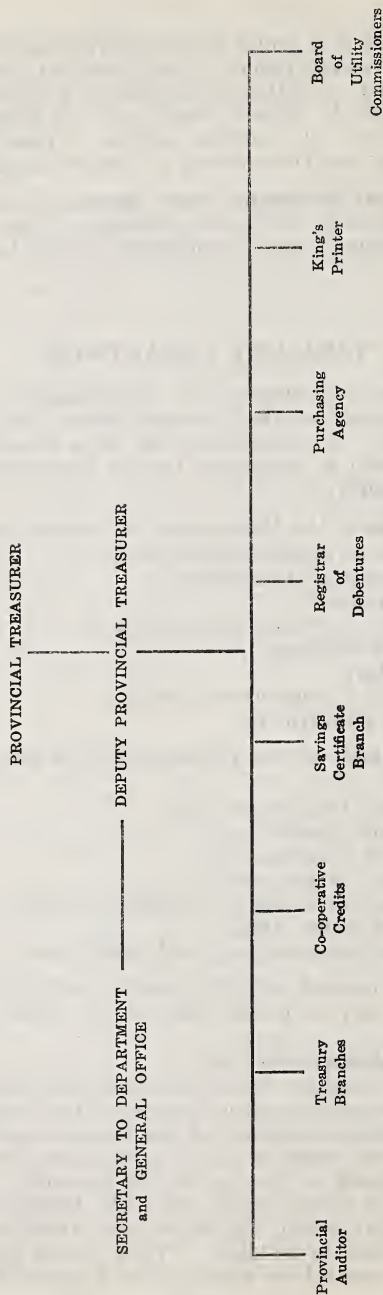 PROVINCIAL TREASURER
SECRETARY TO DEPARTMENT
and GENERAL OFFICE
DEPUTY PROVINCIAL TREASURER
Provincial
Auditor
Treasury
Branches
Co-operative
Credits
Savings
Certificate
Branch
Registrar
of
Debentures
Purchasing
Agency
King's
Printer
Board
of
Utility
Commissioners